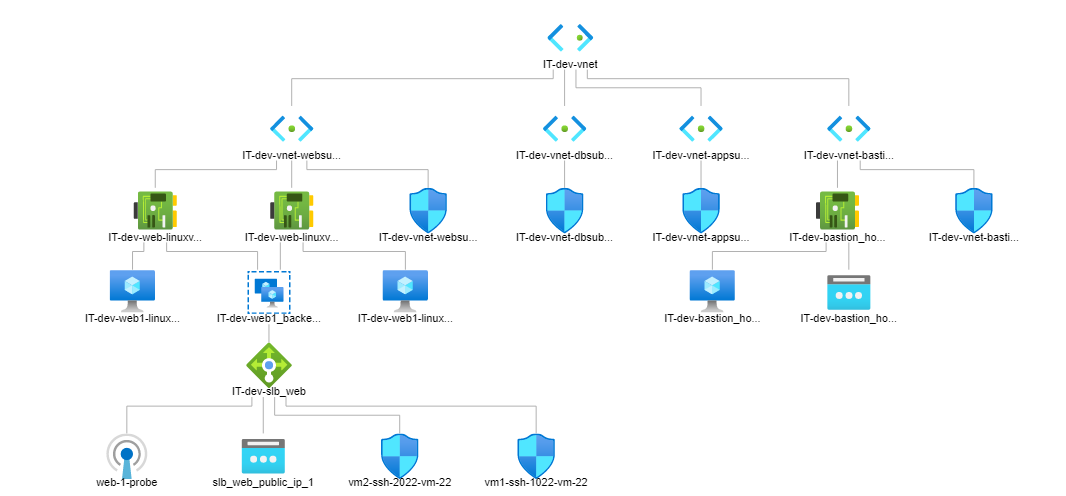 IT-dev-vnet
IT-dev-vnet-websu...
IT-dev-vnet-dbsub...
IT-dev-vnet-appsu...
IT-dev-vnet-basti...
IT-dev-web-linuxv...
IT-dev-web-linuxv...
IT-dev-vnet-websu...
IT-dev-vnet-dbsub...
IT-dev-vnet-appsu...
IT-dev-bastion_ho...
IT-dev-vnet-basti...
IT-dev-web1-linux...
IT-dev-web1_backe...
IT-dev-web1-linux...
IT-dev-bastion_ho...
IT-dev-bastion_ho...
IT-dev-slb_web
web-1-probe
slb_web_public_ip_1
vm2-ssh-2022-vm-22
vm1-ssh-1022-vm-22